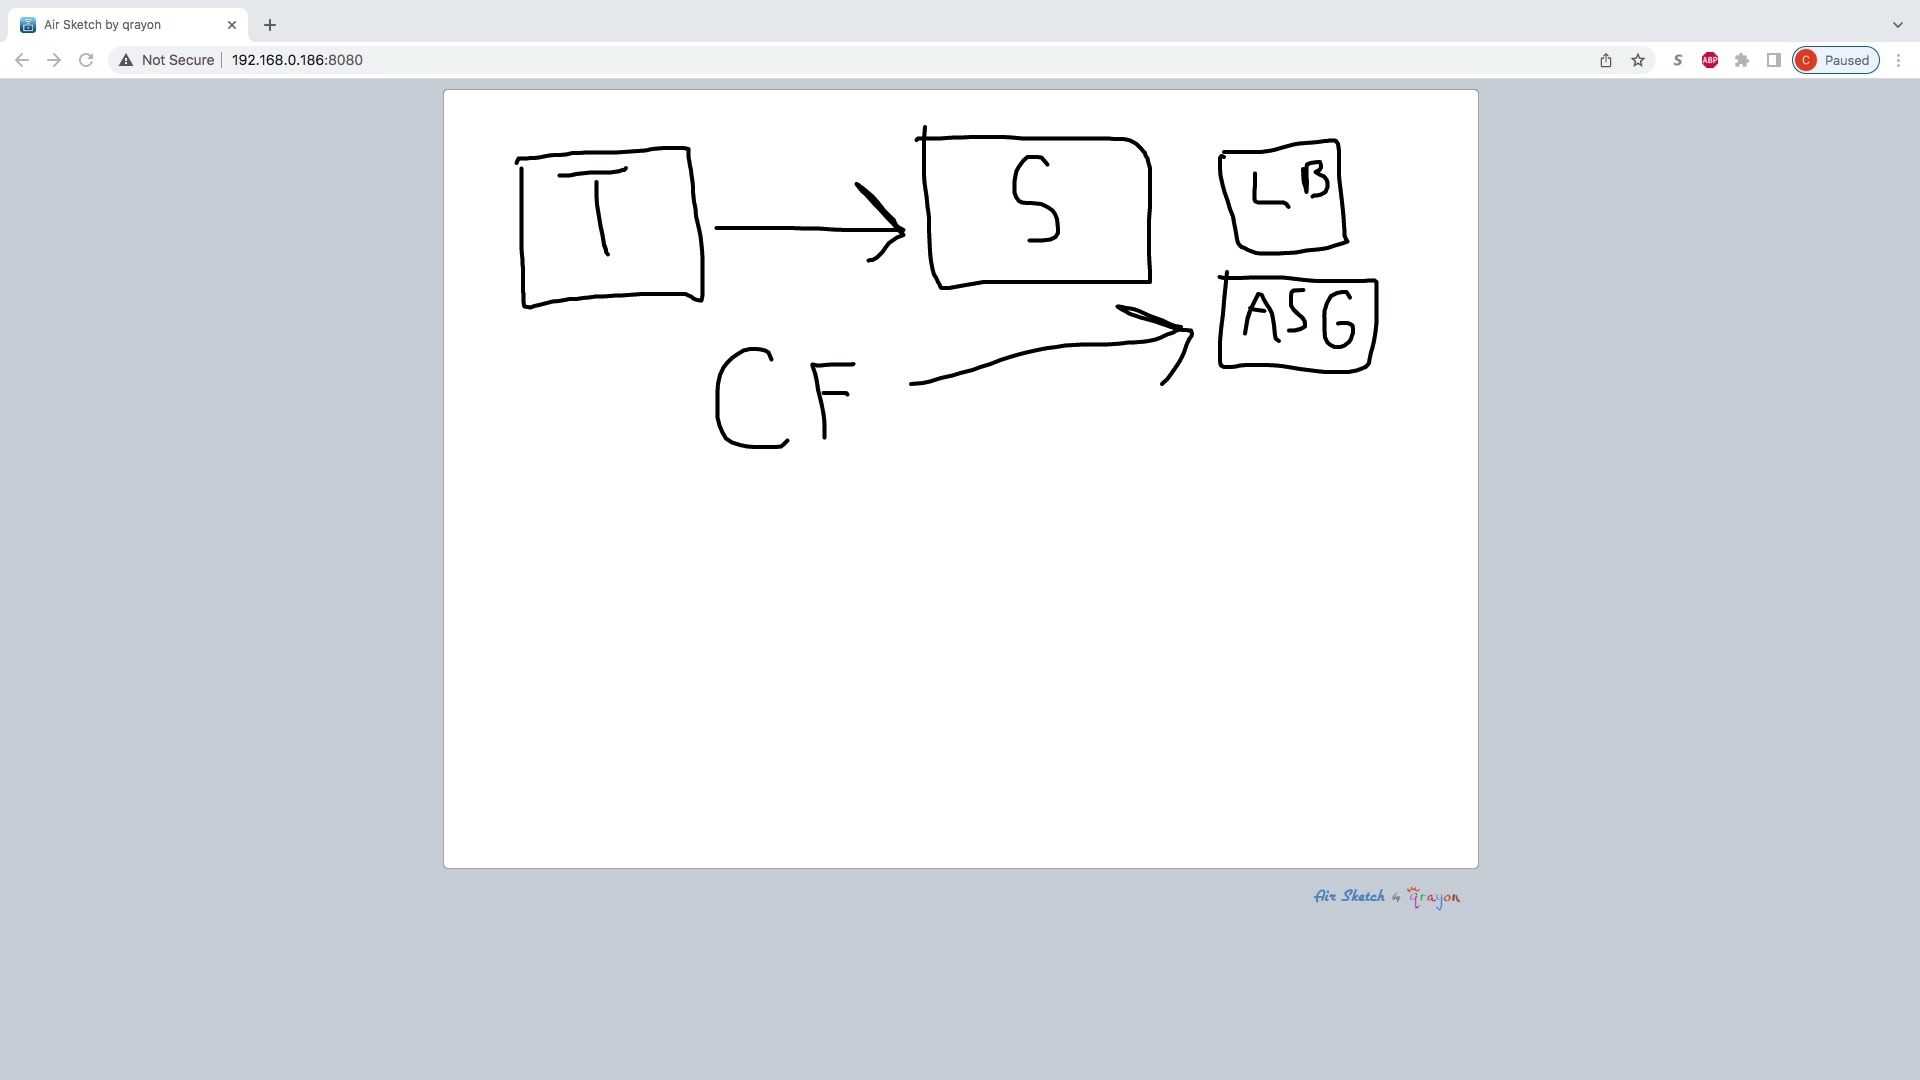 Air Sketch by qrayon
Not Secure 192.168.0.186:8080
S
ABP
C Paused
T
S
LB
ASG
CF
Air Sketch by qrayon